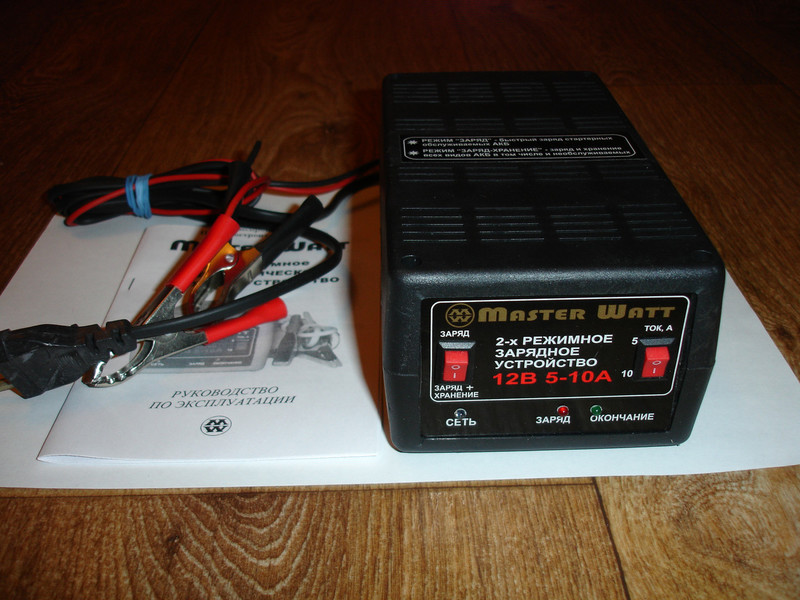 РЕЖИМ "ЗАРЯД" - быстрый заряд стартерных
обслуживаемых АКБ
РЕЖИМ "ЗАРЯД-ХРАНЕНИЕ" - заряд и хранение
всех видов АКБ в том числе и необслуживаемых
MASTER WATT
ЗАРЯД
ЗАРЯД +
ХРАНЕНИЕ
2-х РЕЖИМНОЕ
ЗАРЯДНОЕ
УСТРОЙСТВО
12В 5-10А
ТОК, А
5
10
СЕТЬ
ЗАРЯД
ОКОНЧАНИЕ
MASTER WATT
РУКОВОДСТВО
ПО ЭКСПЛУАТАЦИИ